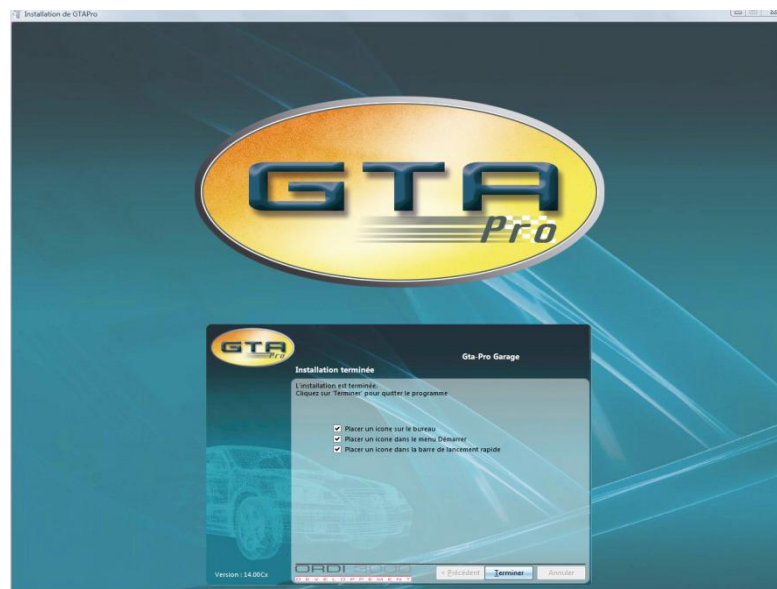 Installation de GTAPro
GTA
Pro
GTA
Pro
Gta-Pro Garage
Installation terminée
L'installation est terminée.
Cliquez sur 'Terminer' pour quitter le programme
Placer un icone sur le bureau
Placer un icone dans le menu Démarrer
Placer un icone dans la barre de lancement rapide
Version : 14.00Cx
ORDI
DEVELOPPEMENT
< Précédent
Terminer
Annuler